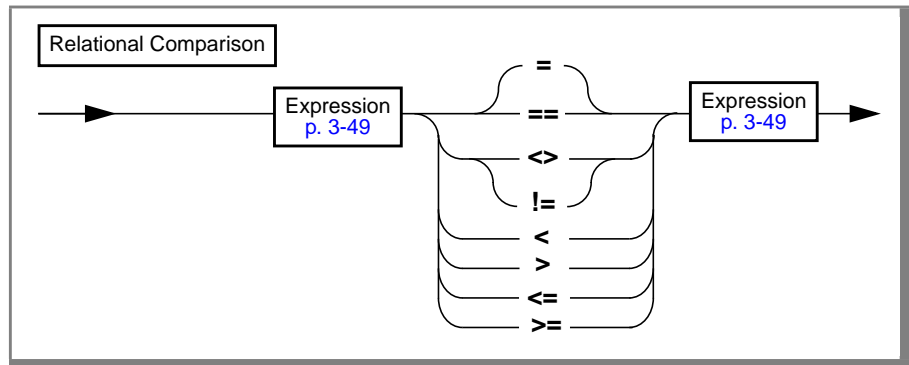 Relational Comparison
Expression
p. 3-49
=
==
<>
!=
<
>
<=
>=
Expression
p. 3-49